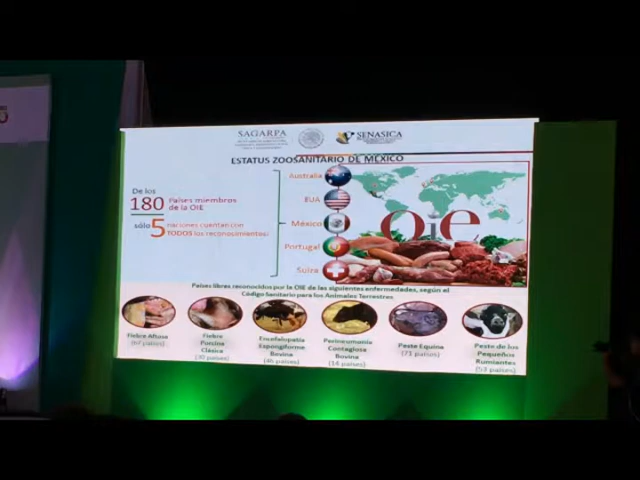 SAGARPA
SENASICA
ESTATUS ZOOSANITARIO DE MÉXICO
De los
180 Países miembros
de la OIE
sólo 5 naciones cuentan con
TODOS los reconocimientos:
Australia
EUA
México
Portugal
Suiza
OIE
Países libres reconocidos por la OIE de las siguientes enfermedades, según el
Código Sanitario para los Animales Terrestres.
Fiebre Aftosa
(67 países)
Fiebre
Porcina
Clásica
(30 países)
Encefalopatía
Espongiforme
Bovina
(46 países)
Perineumonía
Contagiosa
Bovina
(14 países)
Peste Equina
(71 países)
Peste de los
Pequeños
Rumiantes
(53 países)